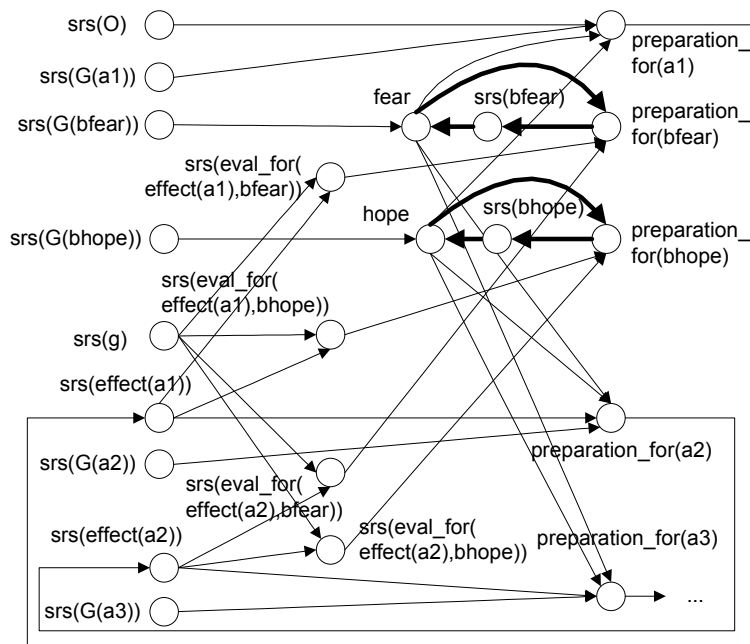 srs(O)
preparation_
for(a1)
srs(G(a1))
fear
srs(bfear)
preparation_
for(bfear)
srs(G(bfear))
srs(eval_for(
effect(a1),bfear))
hope
srs(bhope)
preparation_
for(bhope)
srs(G(bhope))
srs(eval_for(
effect(a1),bhope))
srs(g)
srs(effect(a1))
preparation_for(a2)
srs(G(a2))
srs(eval_for(
effect(a2),bfear))
srs(effect(a2))
srs(eval_for(
effect(a2),bhope))
preparation_for(a3)
srs(G(a3))
...